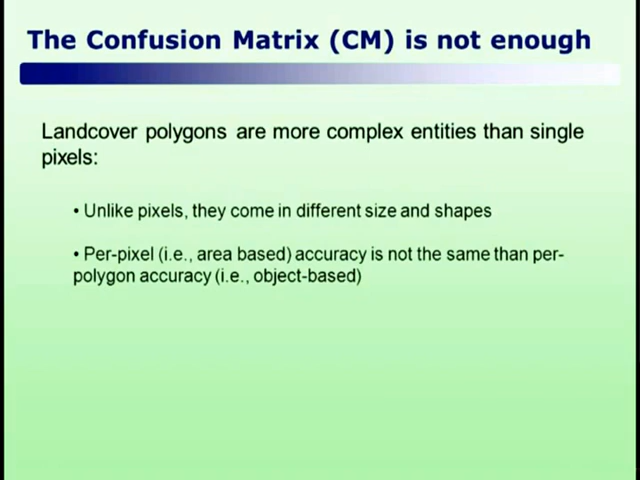 The Confusion Matrix (CM) is not enough
Landcover polygons are more complex entities than single
pixels:
• Unlike pixels, they come in different size and shapes
• Per-pixel (i.e., area based) accuracy is not the same than per-
polygon accuracy (i.e., object-based)